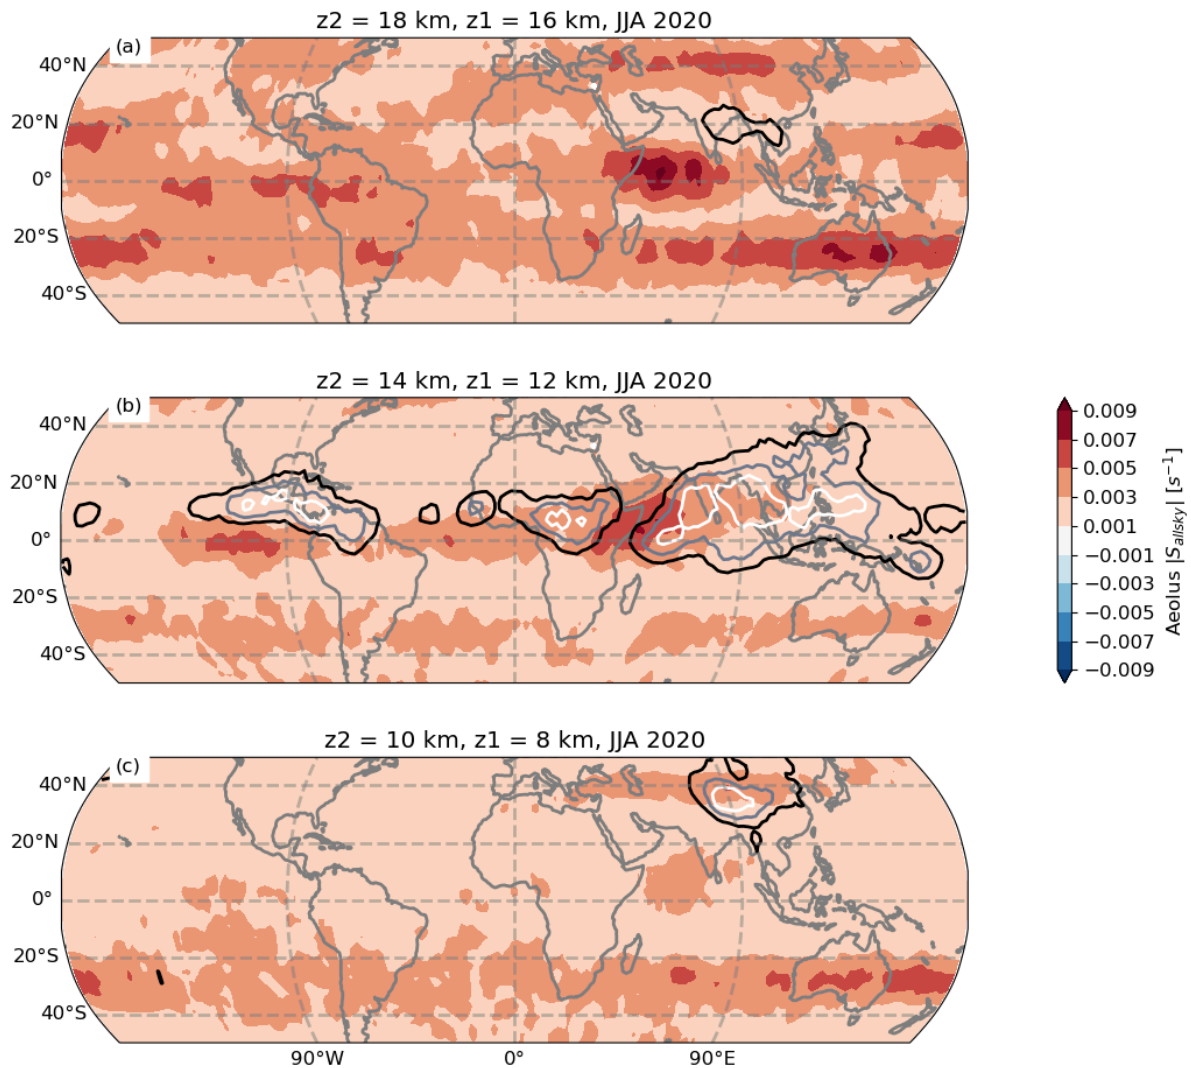 z2 = 18 km, z1 = 16 km, JJA 2020
(a)
40°N
20°N
0°
20°S
40°S
z2 = 14 km, z1 = 12 km, JJA 2020
(b)
40°N
20°N
0°
20°S
40°S
0.009
0.007
0.005
0.003
0.001
−0.001
−0.003
−0.005
−0.007
−0.009
Aeolus |S_allsky| [s⁻¹]
z2 = 10 km, z1 = 8 km, JJA 2020
(c)
40°N
20°N
0°
20°S
40°S
90°W 0° 90°E